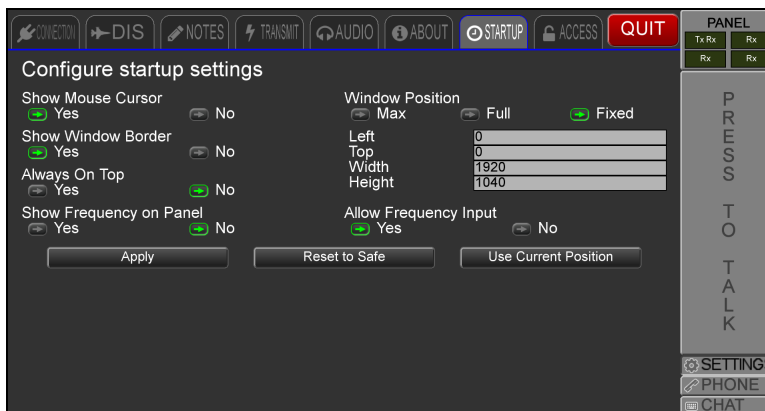 CONNECTION DIS NOTES TRANSMIT AUDIO ABOUT STARTUP ACCESS QUIT
PANEL
Tx Rx Rx
Rx Rx
Configure startup settings
Show Mouse Cursor
Yes No
Show Window Border
Yes No
Always On Top
Yes No
Show Frequency on Panel
Yes No
Window Position
Max Full Fixed
Left 0
Top 0
Width 1920
Height 1040
Allow Frequency Input
Yes No
Apply Reset to Safe Use Current Position
PRESS TO TALK
SETTING
PHONE
CHAT